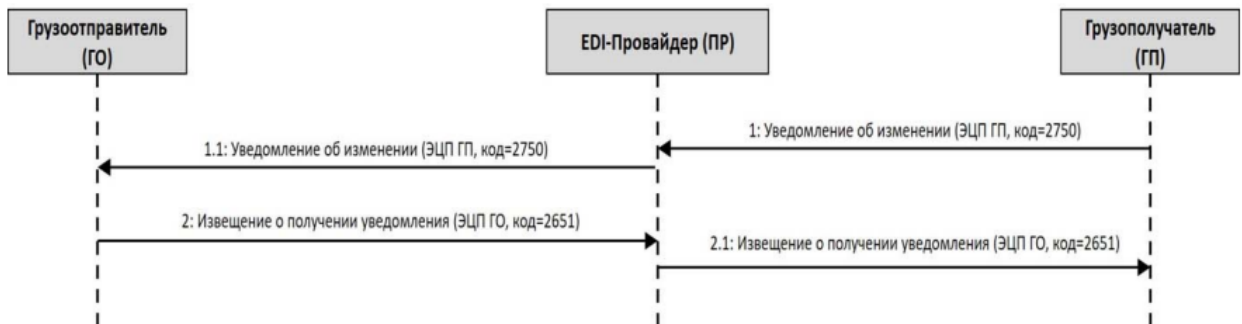 Грузоотправитель
(ГО)
EDI-Провайдер (ПР)
Грузополучатель
(ГП)
1: Уведомление об изменении (ЭЦП ГП, код=2750)
1.1: Уведомление об изменении (ЭЦП ГП, код=2750)
2: Извещение о получении уведомления (ЭЦП ГО, код=2651)
2.1: Извещение о получении уведомления (ЭЦП ГО, код=2651)